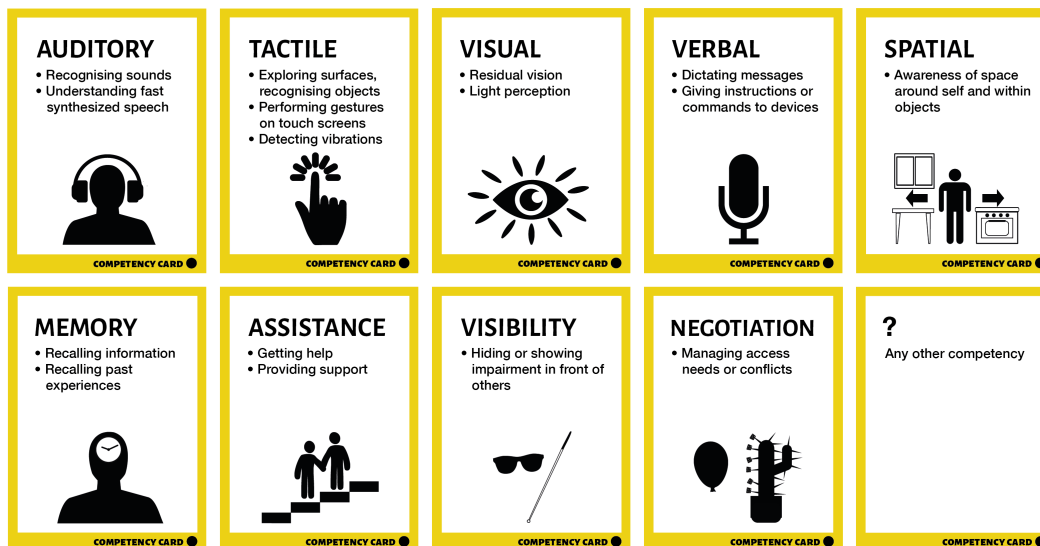 AUDITORY
• Recognising sounds
• Understanding fast
synthesized speech
COMPETENCY CARD
TACTILE
• Exploring surfaces,
recognising objects
• Performing gestures
on touch screens
• Detecting vibrations
COMPETENCY CARD
VISUAL
• Residual vision
• Light perception
COMPETENCY CARD
VERBAL
• Dictating messages
• Giving instructions or
commands to devices
COMPETENCY CARD
SPATIAL
• Awareness of space
around self and within
objects
COMPETENCY CARD
MEMORY
• Recalling information
• Recalling past
experiences
COMPETENCY CARD
ASSISTANCE
• Getting help
• Providing support
COMPETENCY CARD
VISIBILITY
• Hiding or showing
impairment in front of
others
COMPETENCY CARD
NEGOTIATION
• Managing access
needs or conflicts
COMPETENCY CARD
?
Any other competency
COMPETENCY CARD